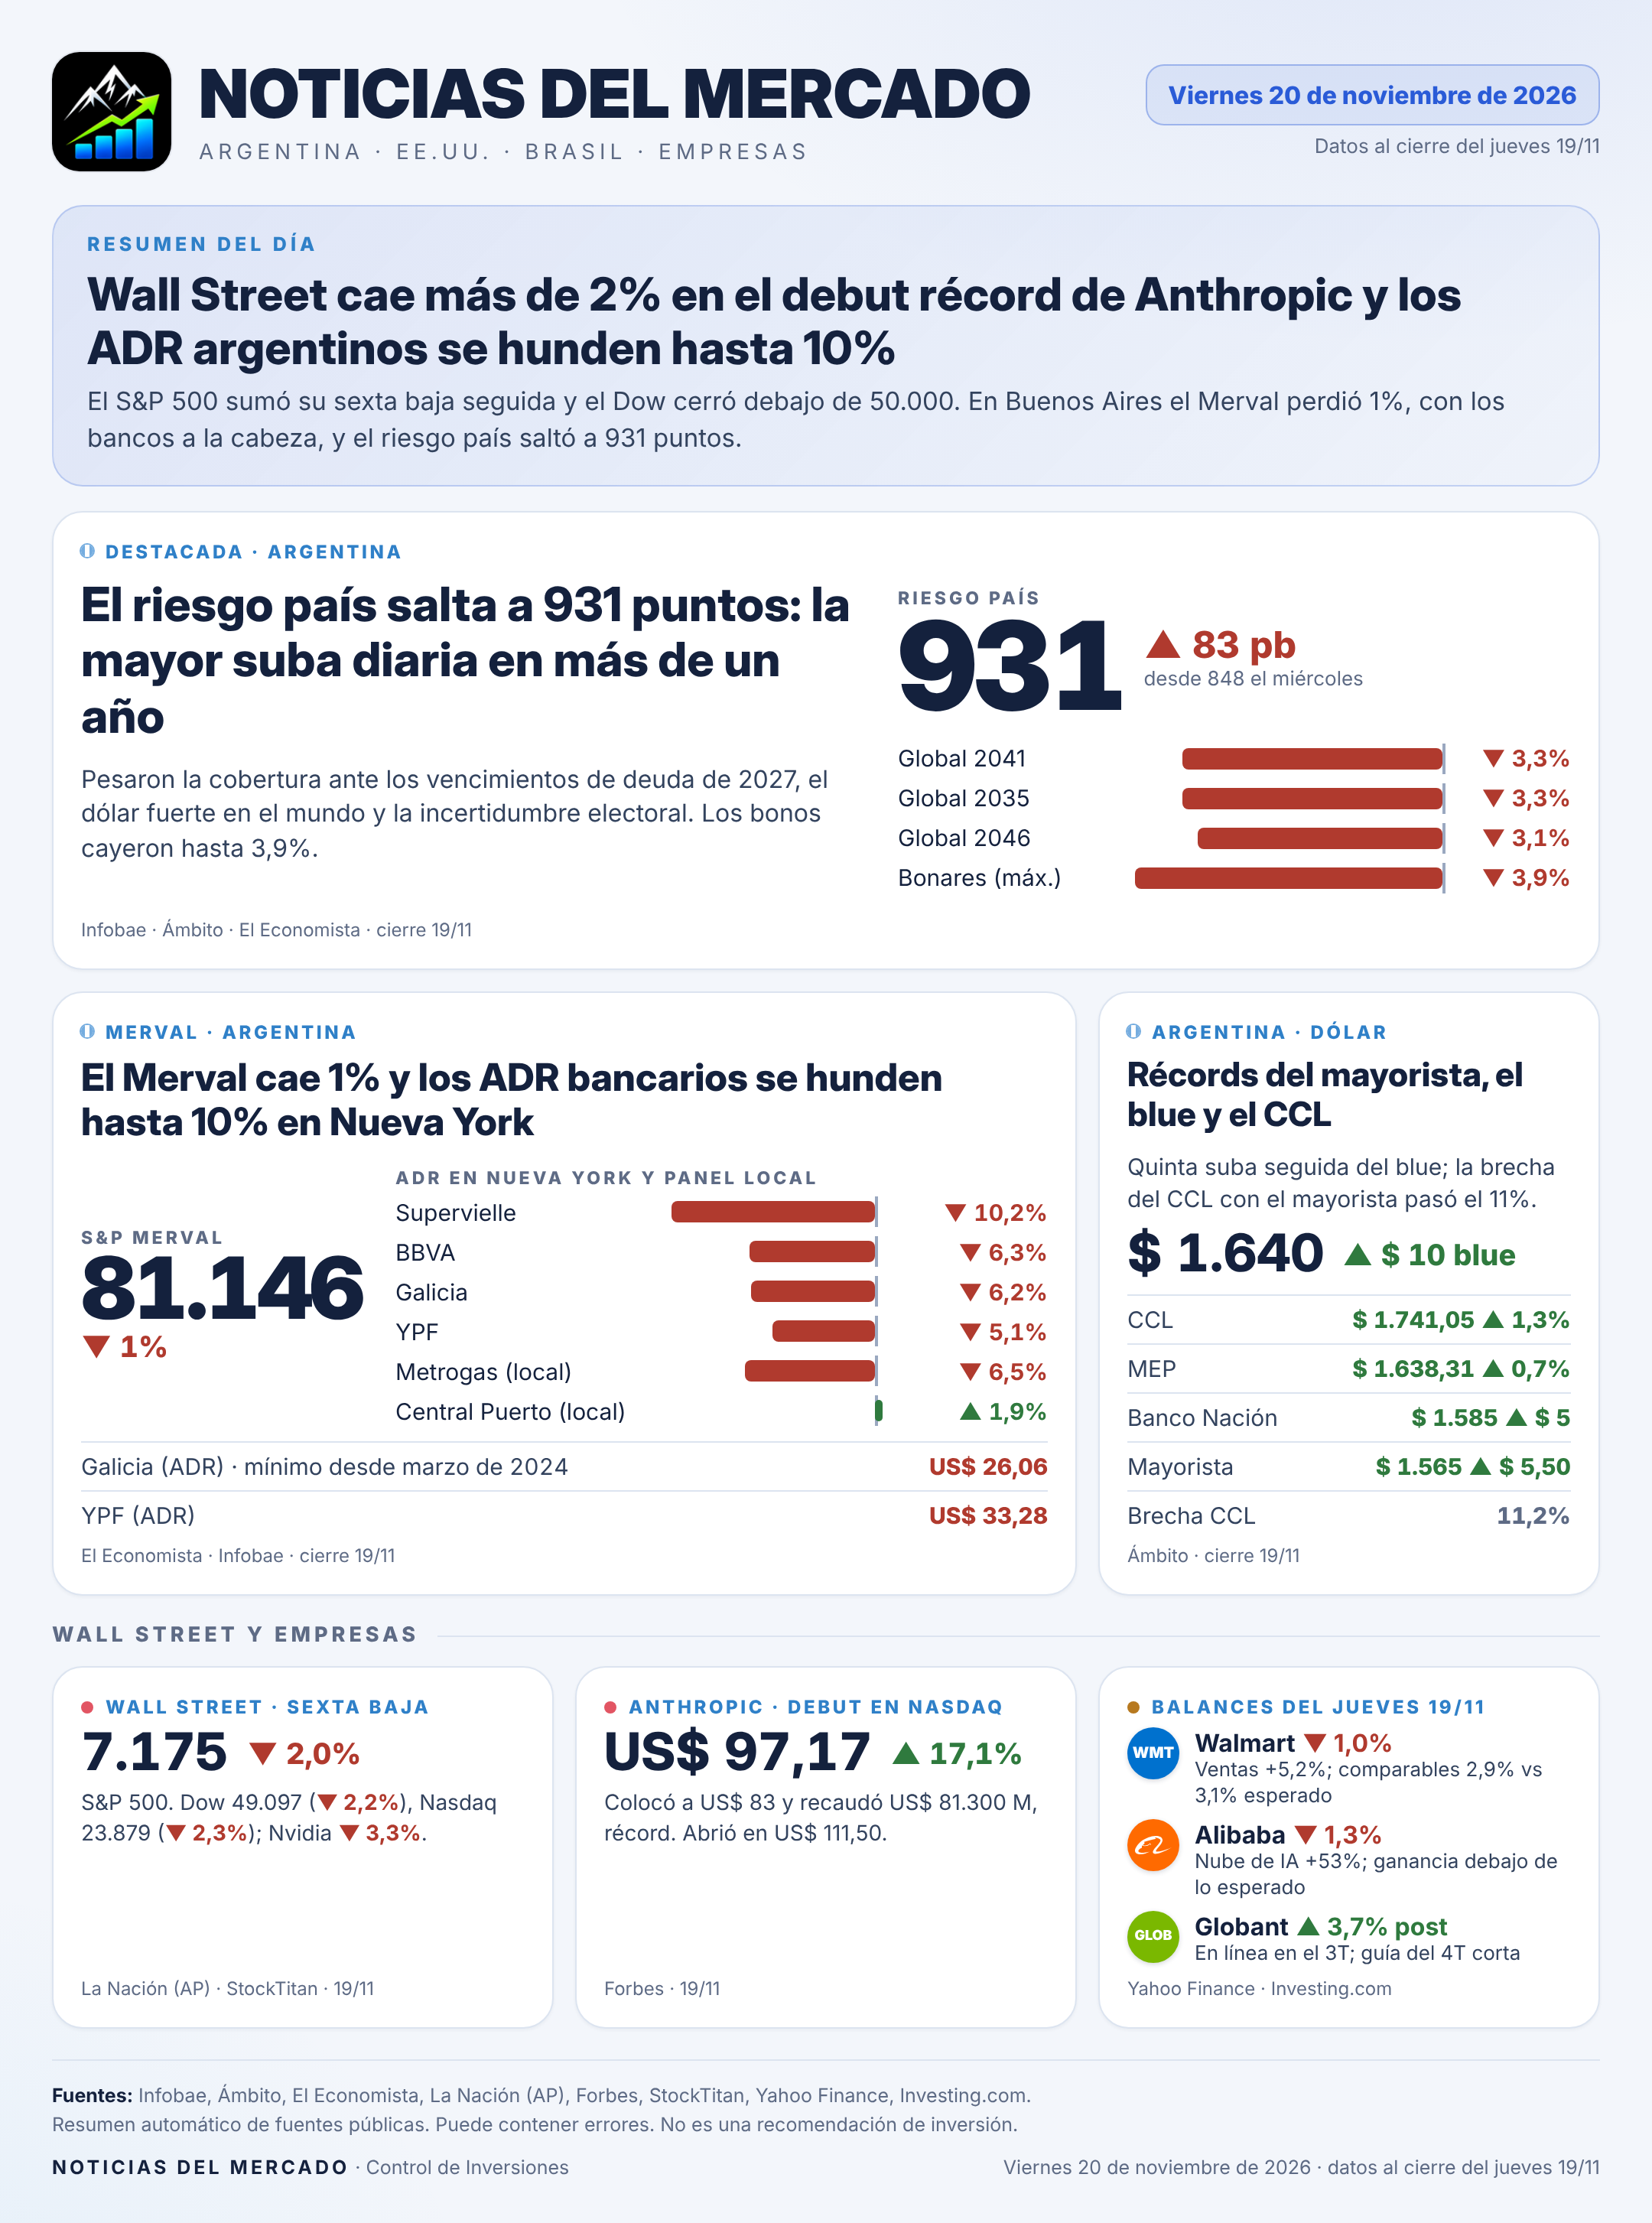 NOTICIAS DEL MERCADO
ARGENTINA · EE.UU. · BRASIL · EMPRESAS
Viernes 20 de noviembre de 2026
Datos al cierre del jueves 19/11
RESUMEN DEL DÍA
Wall Street cae más de 2% en el debut récord de Anthropic y los
ADR argentinos se hunden hasta 10%
El S&P 500 sumó su sexta baja seguida y el Dow cerró debajo de 50.000. En Buenos Aires el Merval perdió 1%, con los
bancos a la cabeza, y el riesgo país saltó a 931 puntos.
DESTACADA · ARGENTINA
El riesgo país salta a 931 puntos: la
mayor suba diaria en más de un
año
Pesaron la cobertura ante los vencimientos de deuda de 2027, el
dólar fuerte en el mundo y la incertidumbre electoral. Los bonos
cayeron hasta 3,9%.
Infobae · Ámbito · El Economista · cierre 19/11
RIESGO PAÍS
931 ▲ 83 pb
desde 848 el miércoles
Global 2041 ▼ 3,3%
Global 2035 ▼ 3,3%
Global 2046 ▼ 3,1%
Bonares (máx.) ▼ 3,9%
MERVAL · ARGENTINA
El Merval cae 1% y los ADR bancarios se hunden
hasta 10% en Nueva York
S&P MERVAL
81.146
▼ 1%
ADR EN NUEVA YORK Y PANEL LOCAL
Supervielle ▼ 10,2%
BBVA ▼ 6,3%
Galicia ▼ 6,2%
YPF ▼ 5,1%
Metrogas (local) ▼ 6,5%
Central Puerto (local) ▲ 1,9%
Galicia (ADR) · mínimo desde marzo de 2024 US$ 26,06
YPF (ADR) US$ 33,28
El Economista · Infobae · cierre 19/11
ARGENTINA · DÓLAR
Récords del mayorista, el
blue y el CCL
Quinta suba seguida del blue; la brecha
del CCL con el mayorista pasó el 11%.
$ 1.640 ▲ $ 10 blue
CCL $ 1.741,05 ▲ 1,3%
MEP $ 1.638,31 ▲ 0,7%
Banco Nación $ 1.585 ▲ $ 5
Mayorista $ 1.565 ▲ $ 5,50
Brecha CCL 11,2%
Ámbito · cierre 19/11
WALL STREET Y EMPRESAS
WALL STREET · SEXTA BAJA
7.175 ▼ 2,0%
S&P 500. Dow 49.097 (▼ 2,2%), Nasdaq
23.879 (▼ 2,3%); Nvidia ▼ 3,3%.
La Nación (AP) · StockTitan · 19/11
ANTHROPIC · DEBUT EN NASDAQ
US$ 97,17 ▲ 17,1%
Colocó a US$ 83 y recaudó US$ 81.300 M,
récord. Abrió en US$ 111,50.
Forbes · 19/11
BALANCES DEL JUEVES 19/11
WMT
Walmart ▼ 1,0%
Ventas +5,2%; comparables 2,9% vs
3,1% esperado
Alibaba ▼ 1,3%
Nube de IA +53%; ganancia debajo de
lo esperado
GLOB
Globant ▲ 3,7% post
En línea en el 3T; guía del 4T corta
Yahoo Finance · Investing.com
Fuentes: Infobae, Ámbito, El Economista, La Nación (AP), Forbes, StockTitan, Yahoo Finance, Investing.com.
Resumen automático de fuentes públicas. Puede contener errores. No es una recomendación de inversión.
NOTICIAS DEL MERCADO · Control de Inversiones
Viernes 20 de noviembre de 2026 · datos al cierre del jueves 19/11